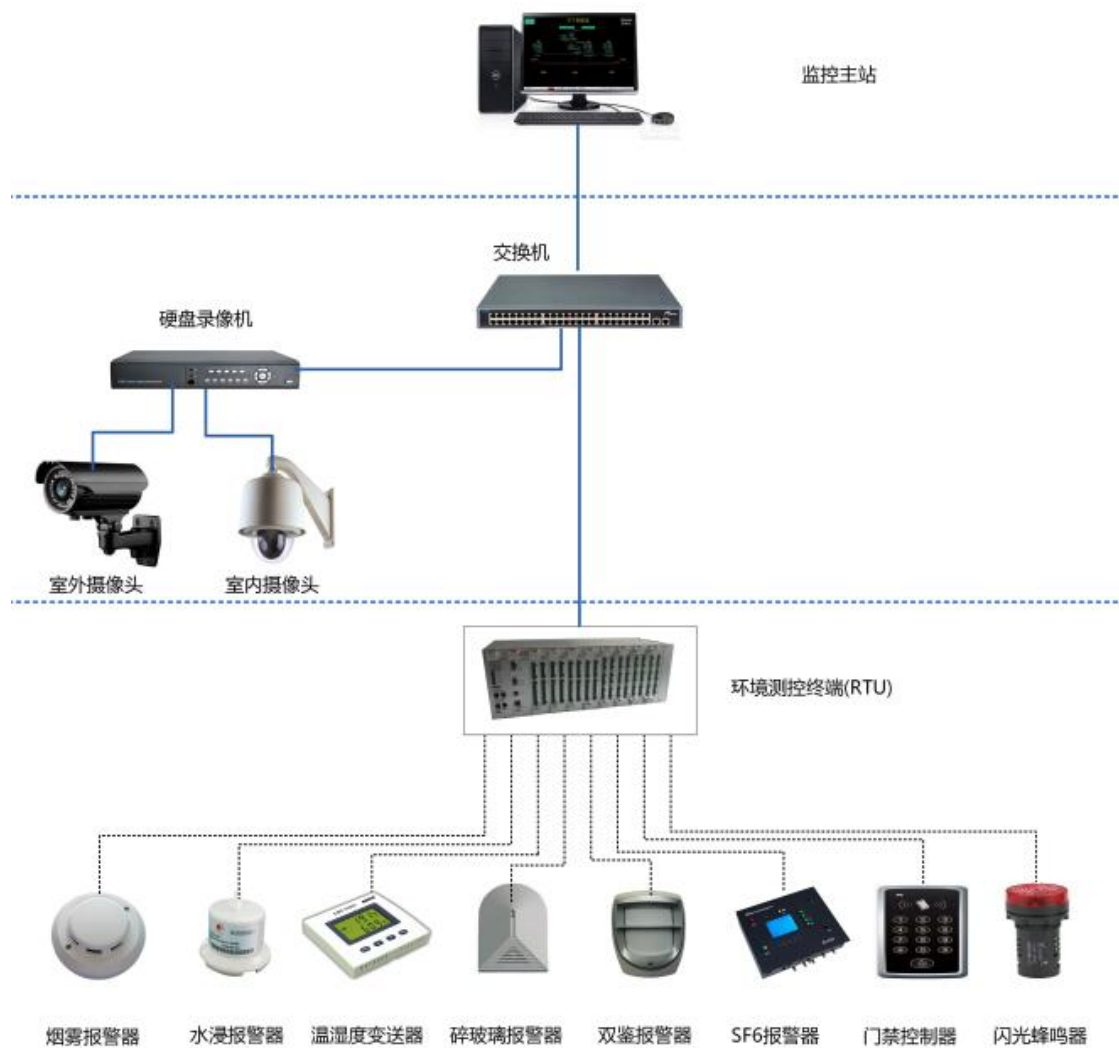 监控主站
交换机
硬盘录像机
室外摄像头
室内摄像头
环境测控终端(RTU)
烟雾报警器
水浸报警器
温湿度变送器
碎玻璃报警器
双鉴报警器
SF6报警器
门禁控制器
闪光蜂鸣器